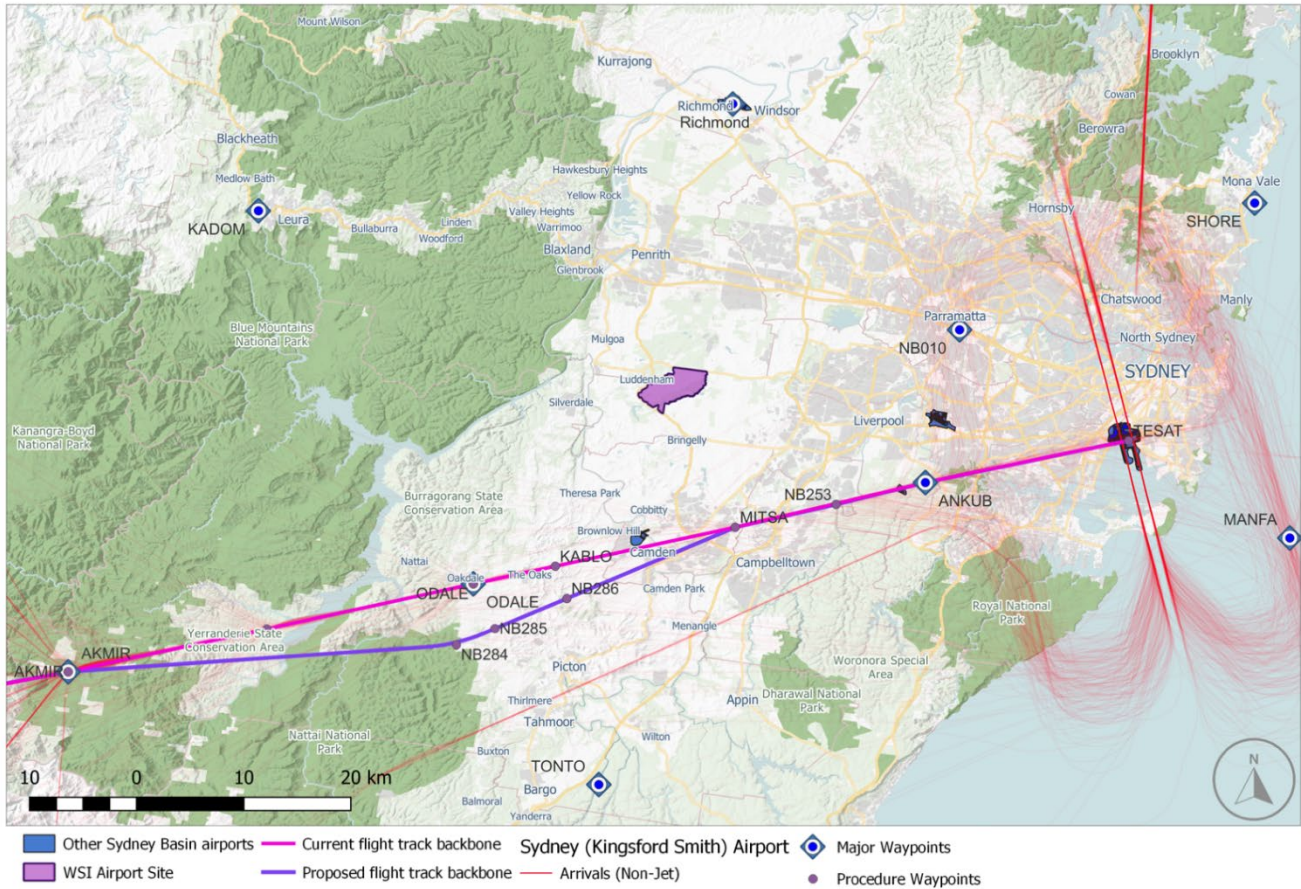 Mount Wilson
Brooklyn
Kurrajong
Cowan
Richmond
Windsor
Richmond
Berowra
Blackheath
Hawkesbury Heights
Medlow Bath
Yellow Rock
Mona Vale
Leura
Linden
Valley Heights
Hornsby
KADOM
Bullaburra
Warrimoo
SHORE
Woodford
Blaxland
Penrith
Glenbrook
Chatswood
Manly
Parramatta
Blue Mountains
National Park
Mulgoa
NB010
North Sydney
SYDNEY
Luddenham
Silverdale
Liverpool
Kanangra-Boyd
National Park
Bringelly
TESAT
Burragorang State
Conservation Area
Theresa Park
NB253
ANKUB
Cobbitty
MITSA
MANFA
Brownlow Hill
Nattai
KABLO
Camden
Campbelltown
Oakdale
The Oaks
ODALE
ODALE
NB286
Camden Park
Royal National
Park
NB285
Menangle
Yerranderie State
Conservation Area
AKMIR
AKMIR
NB284
Picton
Woronora Special
Area
Thirlmere
Appin
Dharawal National
Park
Tahmoor
Nattai National
Park
Buxton
Wilton
N
10 0 10 20 km
TONTO
Bargo
Balmoral
Yanderra
Other Sydney Basin airports
Current flight track backbone
Sydney (Kingsford Smith) Airport
Major Waypoints
WSI Airport Site
Proposed flight track backbone
Arrivals (Non-Jet)
Procedure Waypoints